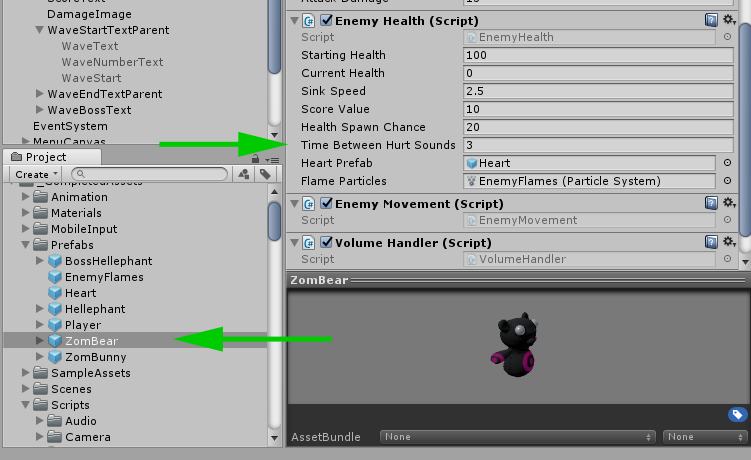 DamageImage
WaveStartTextParent
WaveText
WaveNumberText
WaveStart
WaveEndTextParent
WaveBossText
EventSystem
MenuCanvas
Project
Create
Animation
Materials
MobileInput
Prefabs
BossHellephant
EnemyFlames
Heart
Hellephant
Player
ZomBear
ZomBunny
SampleAssets
Scenes
Scripts
Audio
Camera
Attack Damage 15
Enemy Health (Script)
Script EnemyHealth
Starting Health 100
Current Health 0
Sink Speed 2.5
Score Value 10
Health Spawn Chance 20
Time Between Hurt Sounds 3
Heart Prefab Heart
Flame Particles EnemyFlames (Particle System)
Enemy Movement (Script)
Script EnemyMovement
Volume Handler (Script)
Script VolumeHandler
ZomBear
AssetBundle None None